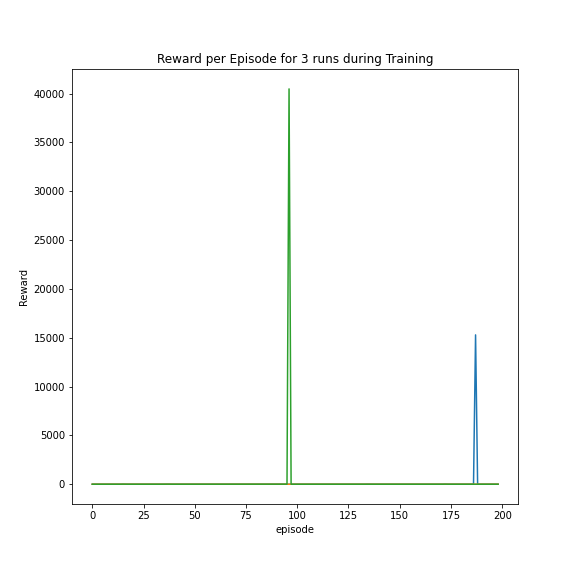 Reward per Episode for 3 runs during Training
40000
35000
30000
25000
20000
15000
10000
5000
0
Reward
0 25 50 75 100 125 150 175 200
episode